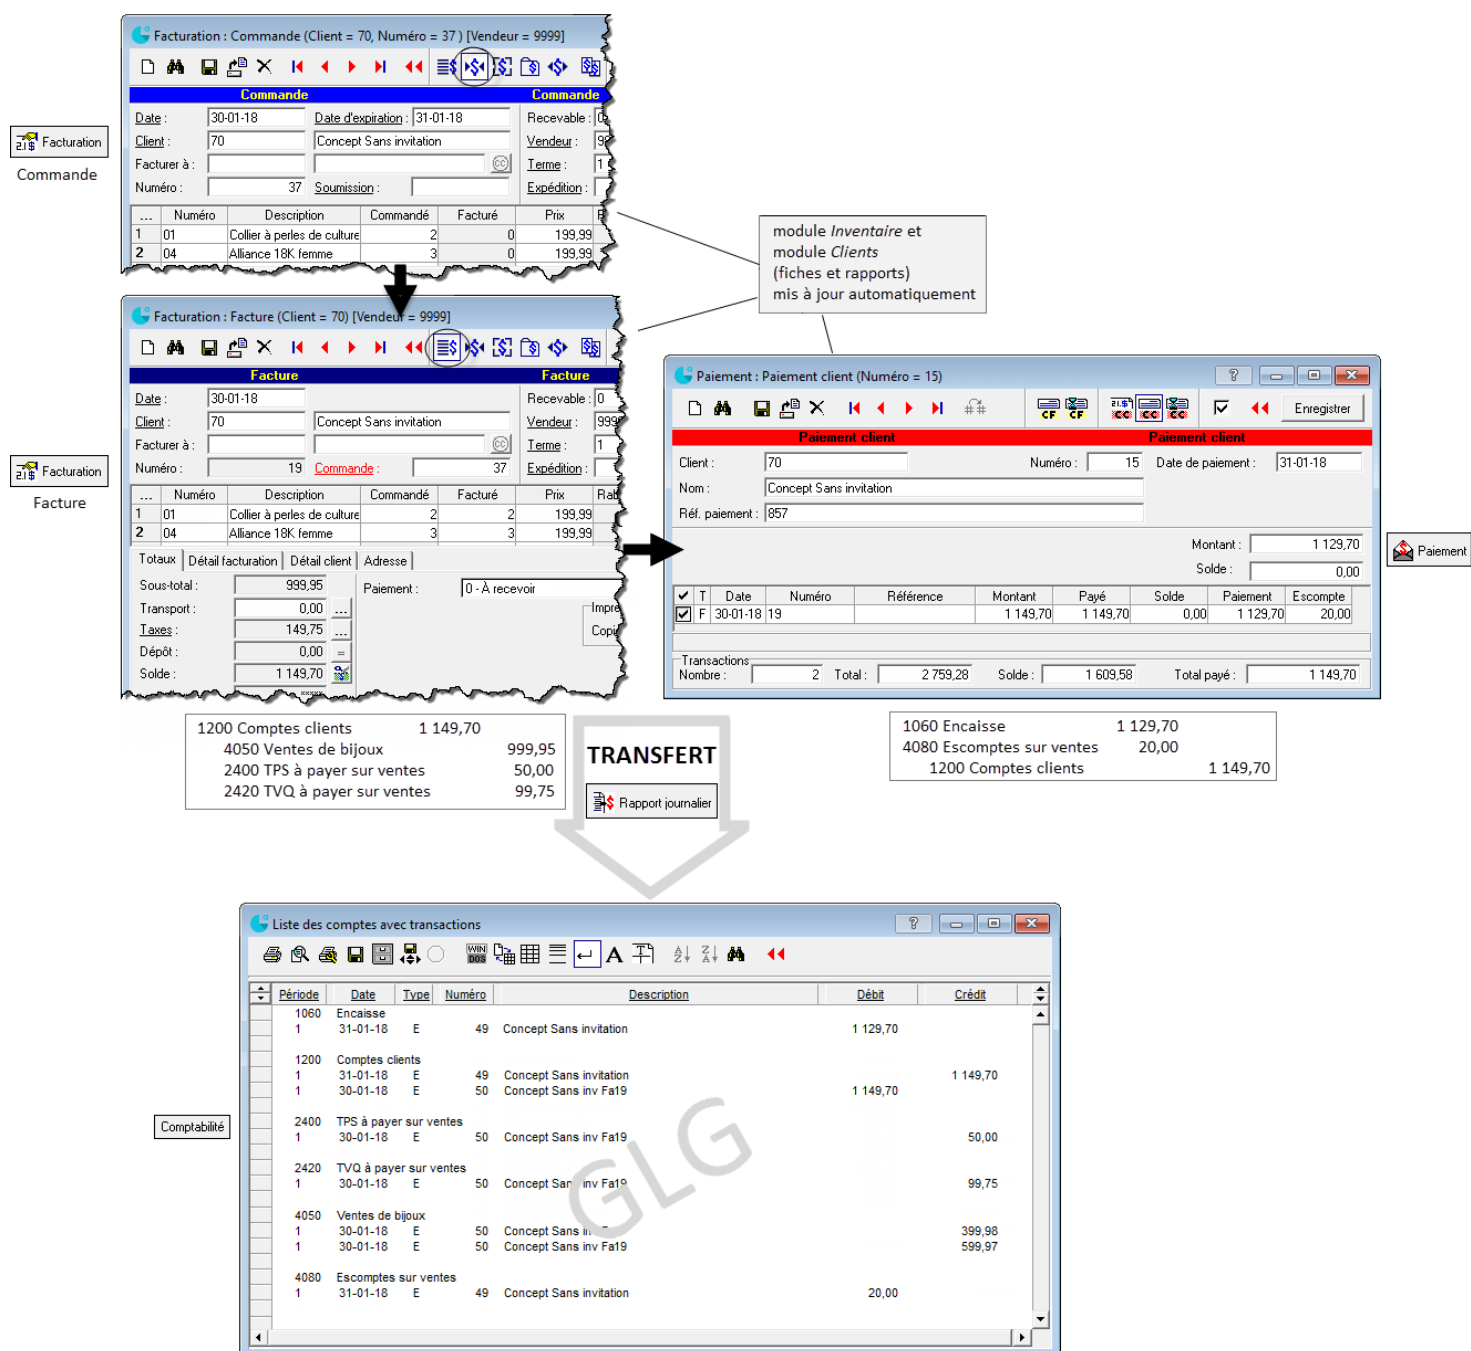 Facturation : Commande (Client = 70, Numéro = 37 ) [Vendeur = 9999]
Commande Commande
Date : 30-01-18 Date d'expiration : 31-01-18 Recevable : 0
Client : 70 Concept Sans invitation Vendeur : 99
Facturer à : Terme : 1
Numéro : 37 Soumission : Expédition :
... Numéro Description Commandé Facturé Prix
1 01 Collier à perles de culture 2 0 199,99
2 04 Alliance 18K femme 3 0 199,99
Facturation
Commande
module Inventaire et
module Clients
(fiches et rapports)
mis à jour automatiquement
Facturation : Facture (Client = 70) [Vendeur = 9999]
Facture Facture
Date : 30-01-18 Recevable : 0
Client : 70 Concept Sans invitation Vendeur : 9999
Facturer à : Terme : 1
Numéro : 19 Commande : 37 Expédition :
... Numéro Description Commandé Facturé Prix Rab
1 01 Collier à perles de culture 2 2 199,99
2 04 Alliance 18K femme 3 3 199,99
Totaux Détail facturation Détail client Adresse
Sous-total : 999,95 Paiement : 0 - À recevoir
Transport : 0,00 ... Impre
Taxes : 149,75 ... Copi
Dépôt : 0,00 =
Solde : 1 149,70
Facturation
Facture
Paiement : Paiement client (Numéro = 15)
CF CF CC CC CC Enregistrer
Paiement client Paiement client
Client : 70 Numéro : 15 Date de paiement : 31-01-18
Nom : Concept Sans invitation
Réf. paiement : 857
Montant : 1 129,70
Solde : 0,00
T Date Numéro Référence Montant Payé Solde Paiement Escompte
F 30-01-18 19 1 149,70 1 149,70 0,00 1 129,70 20,00
Transactions
Nombre : 2 Total : 2 759,28 Solde : 1 609,58 Total payé : 1 149,70
Paiement
1200 Comptes clients 1 149,70
4050 Ventes de bijoux 999,95
2400 TPS à payer sur ventes 50,00
2420 TVQ à payer sur ventes 99,75
TRANSFERT
Rapport journalier
1060 Encaisse 1 129,70
4080 Escomptes sur ventes 20,00
1200 Comptes clients 1 149,70
Liste des comptes avec transactions
WIN DOS
Période Date Type Numéro Description Débit Crédit
1060 Encaisse
1 31-01-18 E 49 Concept Sans invitation 1 129,70
1200 Comptes clients
1 31-01-18 E 49 Concept Sans invitation 1 149,70
1 30-01-18 E 50 Concept Sans inv Fa19 1 149,70
2400 TPS à payer sur ventes
1 30-01-18 E 50 Concept Sans inv Fa19 50,00
2420 TVQ à payer sur ventes
1 30-01-18 E 50 Concept Sans inv Fa19 99,75
4050 Ventes de bijoux
1 30-01-18 E 50 Concept Sans 399,98
1 30-01-18 E 50 Concept Sans inv Fa19 599,97
4080 Escomptes sur ventes
1 31-01-18 E 49 Concept Sans invitation 20,00
Comptabilité
GLG